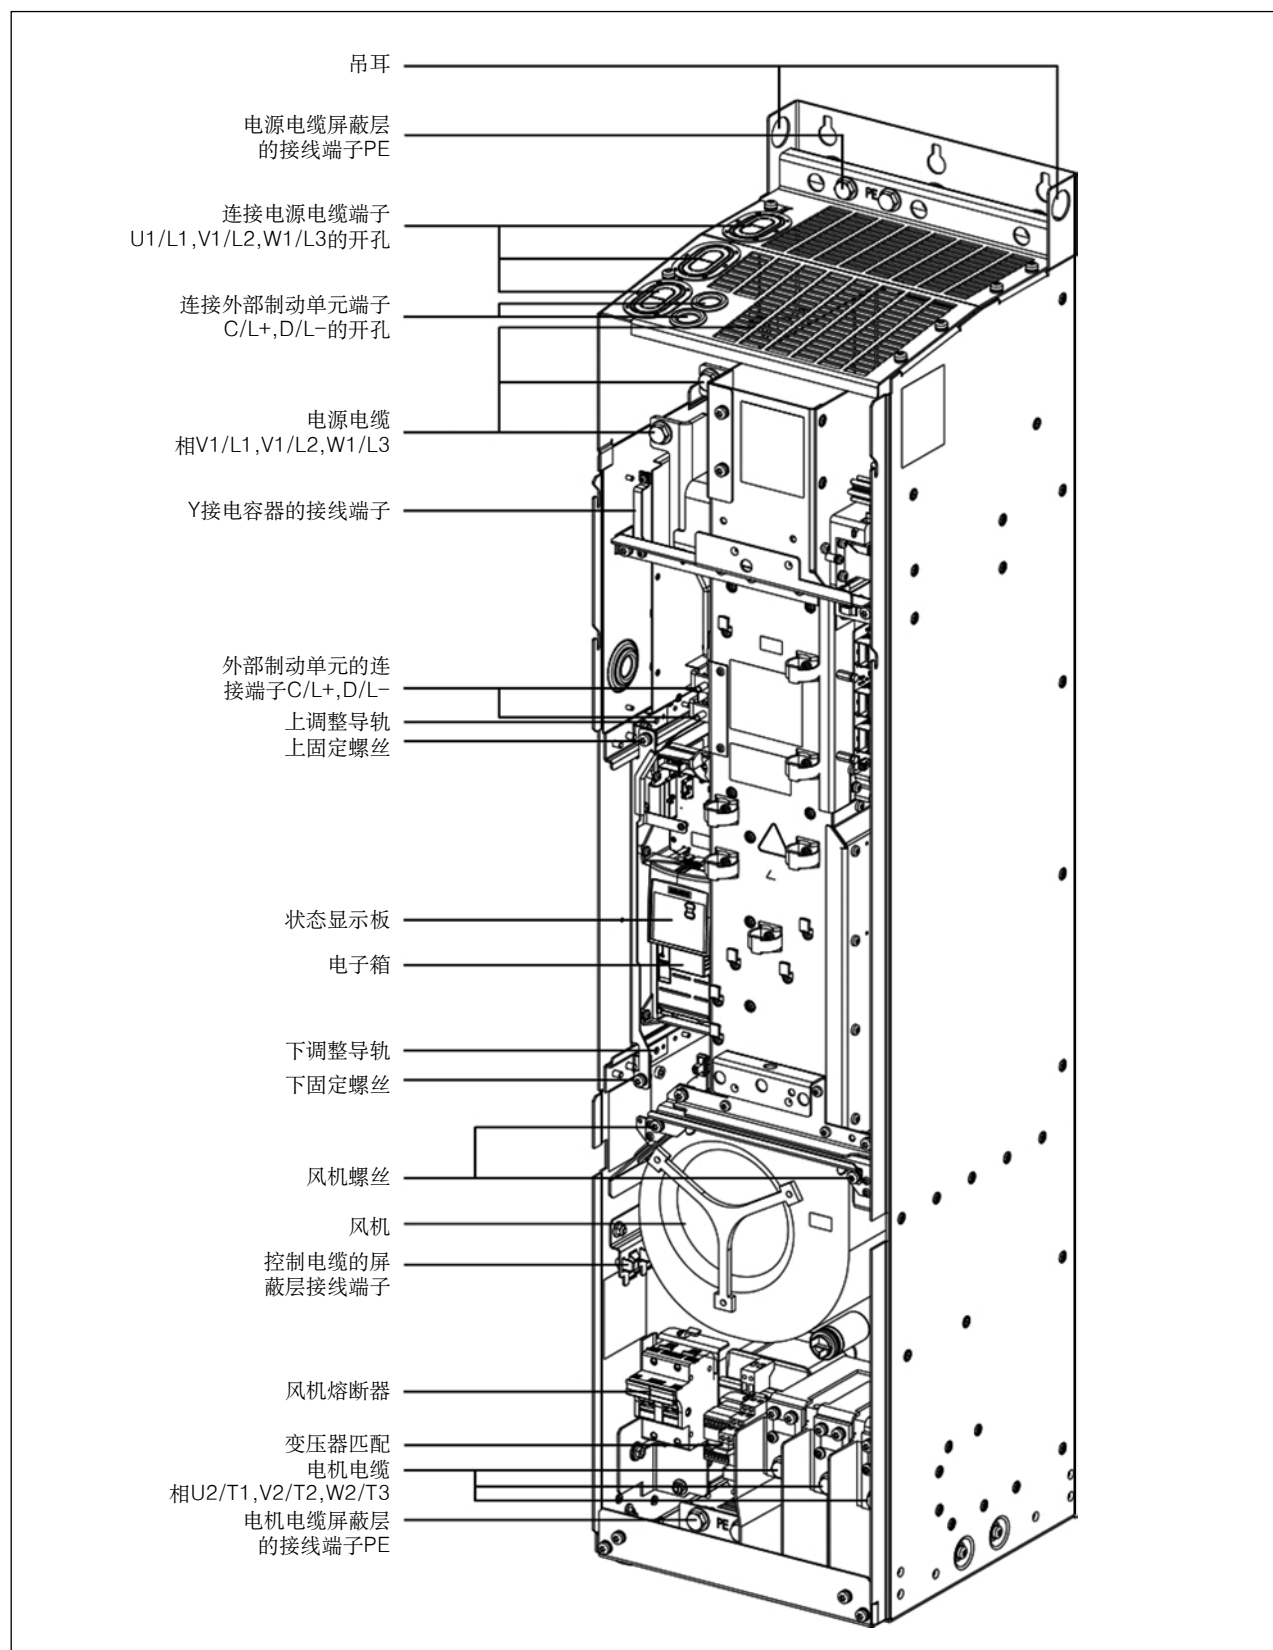 吊耳
电源电缆屏蔽层
的接线端子PE
连接电源电缆端子
U1/L1,V1/L2,W1/L3的开孔
连接外部制动单元端子
C/L+,D/L-的开孔
电源电缆
相V1/L1,V1/L2,W1/L3
Y接电容器的接线端子
外部制动单元的连
接端子C/L+,D/L-
上调整导轨
上固定螺丝
状态显示板
电子箱
下调整导轨
下固定螺丝
风机螺丝
风机
控制电缆的屏
蔽层接线端子
风机熔断器
变压器匹配
电机电缆
相U2/T1,V2/T2,W2/T3
电机电缆屏蔽层
的接线端子PE
PE
PE